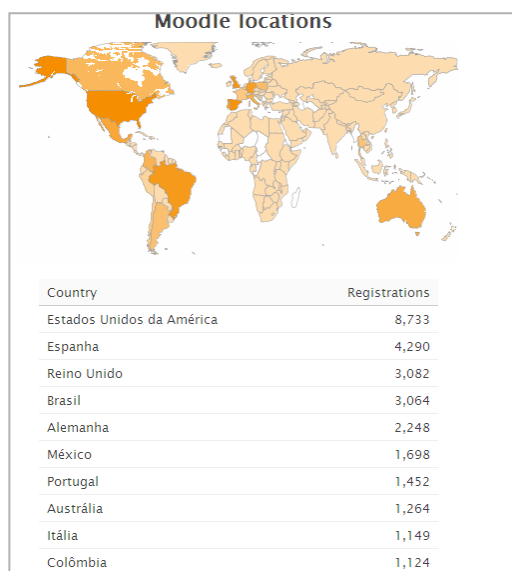 Moodle locations
Country Registrations
Estados Unidos da América 8,733
Espanha 4,290
Reino Unido 3,082
Brasil 3,064
Alemanha 2,248
México 1,698
Portugal 1,452
Austrália 1,264
Itália 1,149
Colômbia 1,124